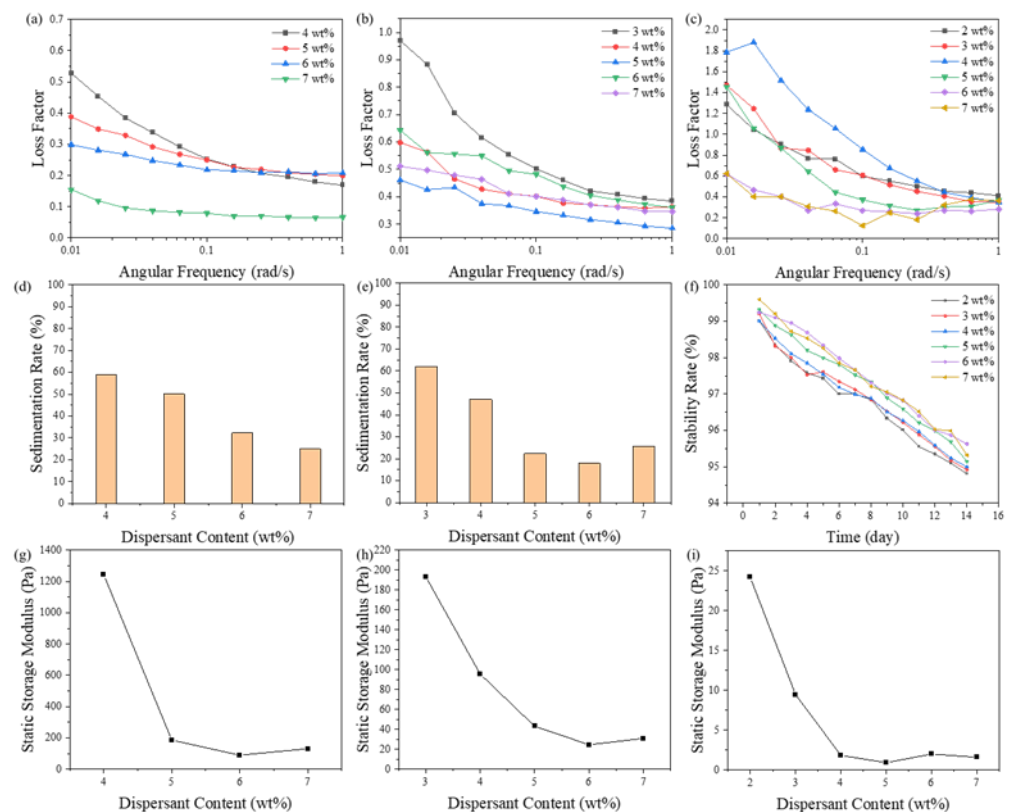 (a)
0.7
0.6
0.5
0.4
0.3
0.2
0.1
0.0
Loss Factor
4 wt%
5 wt%
6 wt%
7 wt%
0.01
0.1
1
Angular Frequency (rad/s)
(b)
1.0
0.9
0.8
0.7
0.6
0.5
0.4
0.3
Loss Factor
3 wt%
4 wt%
5 wt%
6 wt%
7 wt%
0.01
0.1
1
Angular Frequency (rad/s)
(c)
2.0
1.8
1.6
1.4
1.2
1.0
0.8
0.6
0.4
0.2
0.0
Loss Factor
2 wt%
3 wt%
4 wt%
5 wt%
6 wt%
7 wt%
0.01
0.1
1
Angular Frequency (rad/s)
(d)
100
90
80
70
60
50
40
30
20
10
0
Sedimentation Rate (%)
4
5
6
7
Dispersant Content (wt%)
(e)
100
90
80
70
60
50
40
30
20
10
0
Sedimentation Rate (%)
3
4
5
6
7
Dispersant Content (wt%)
(f)
100
99
98
97
96
95
94
Stability Rate (%)
2 wt%
3 wt%
4 wt%
5 wt%
6 wt%
7 wt%
0
2
4
6
8
10
12
14
16
Time (day)
(g)
1400
1200
1000
800
600
400
200
0
Static Storage Modulus (Pa)
4
5
6
7
Dispersant Content (wt%)
(h)
220
200
180
160
140
120
100
80
60
40
20
0
Static Storage Modulus (Pa)
3
4
5
6
7
Dispersant Content (wt%)
(i)
25
20
15
10
5
0
Static Storage Modulus (Pa)
2
3
4
5
6
7
Dispersant Content (wt%)